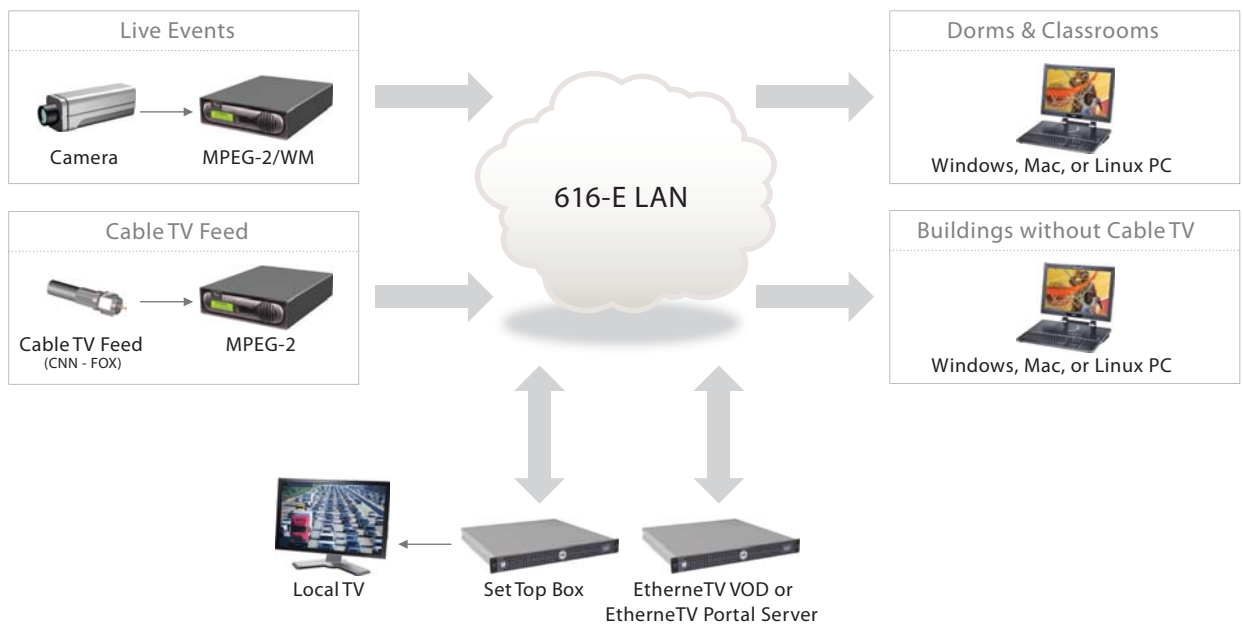 Live Events
Camera
MPEG-2/WM
Cable TV Feed
Cable TV Feed
(CNN - FOX)
MPEG-2
616-E LAN
Dorms & Classrooms
Windows, Mac, or Linux PC
Buildings without Cable TV
Windows, Mac, or Linux PC
Local TV
Set Top Box
EtherneTV VOD or
EtherneTV Portal Server